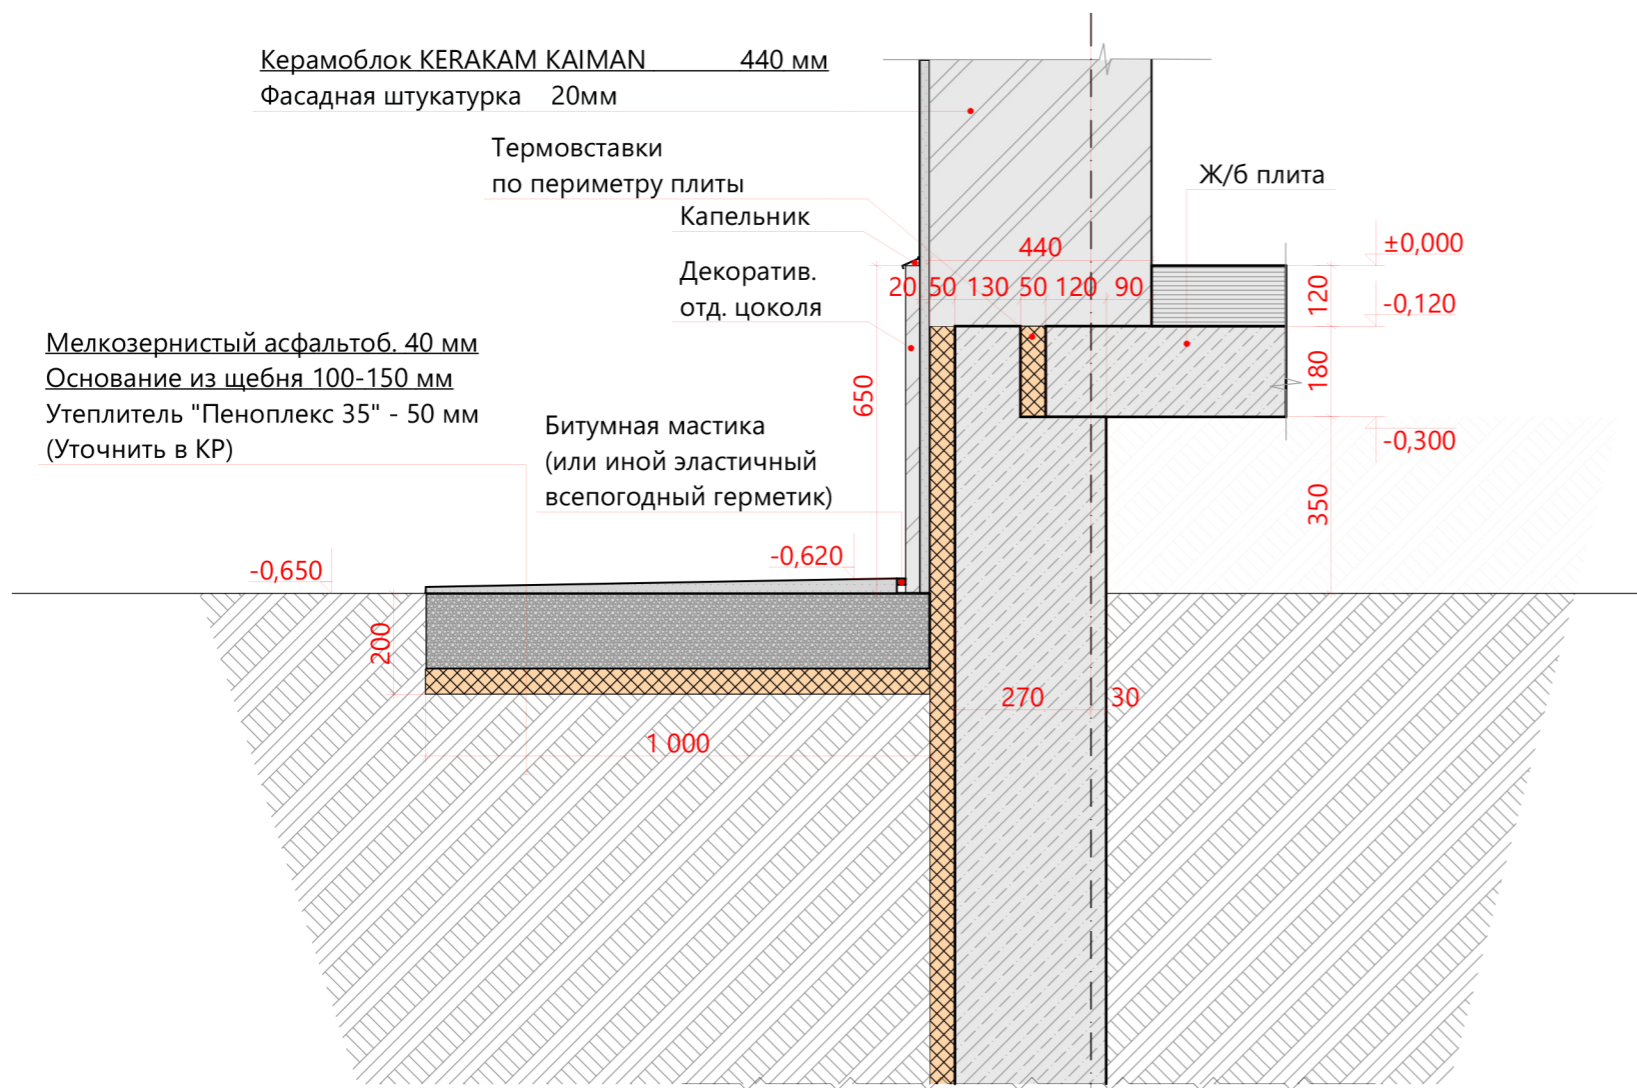 Керамоблок KERAKAM KAIMAN 440 мм
Фасадная штукатурка 20мм
Термовставки
по периметру плиты
Ж/б плита
Капельник
440
±0,000
Декоратив.
отд. цоколя
20 50 130 50 120 90
120
-0,120
Мелкозернистый асфальтоб. 40 мм
Основание из щебня 100-150 мм
Утеплитель "Пеноплекс 35" - 50 мм
(Уточнить в КР)
650
180
Битумная мастика
(или иной эластичный
всепогодный герметик)
-0,300
350
-0,650
-0,620
200
270
30
1 000